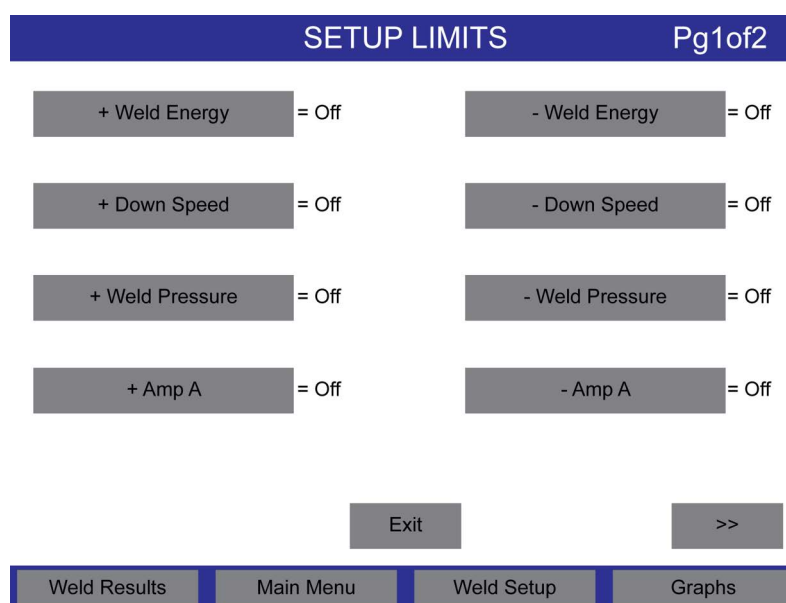 SETUP LIMITS Pg1of2
+ Weld Energy = Off - Weld Energy = Off
+ Down Speed = Off - Down Speed = Off
+ Weld Pressure = Off - Weld Pressure = Off
+ Amp A = Off - Amp A = Off
Exit >>
Weld Results Main Menu Weld Setup Graphs